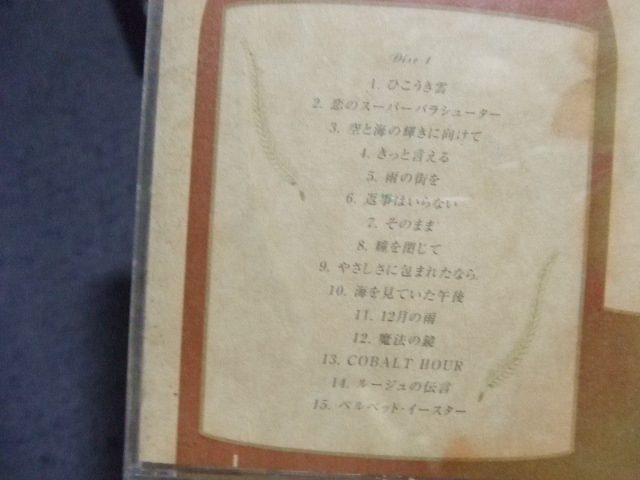 Disc 1
1. ひこうき雲
2. 恋のスーパーパラシューター
3. 空と海の輝きに向けて
4. きっと言える
5. 雨の街を
6. 返事はいらない
7. そのまま
8. 瞳を閉じて
9. やさしさに包まれたなら
10. 海を見ていた午後
11. 12月の雨
12. 魔法の鏡
13. COBALT HOUR
14. ルージュの伝言
15. ベルベット・イースター